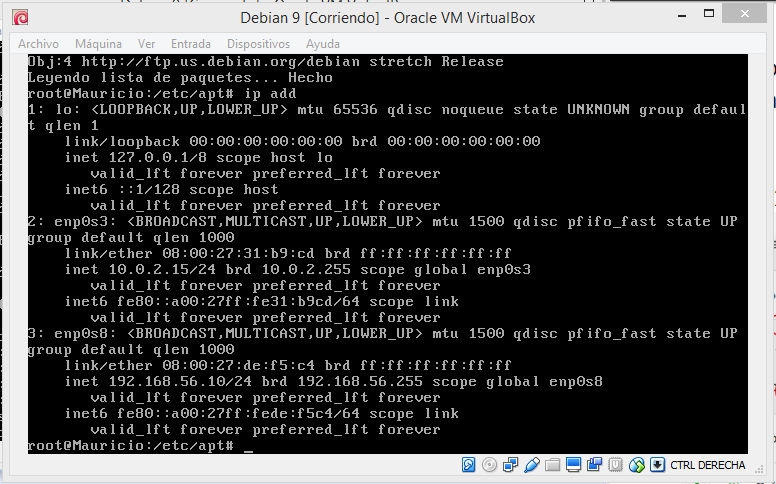 Debian 9 [Corriendo] - Oracle VM VirtualBox
Archivo Máquina Ver Entrada Dispositivos Ayuda
Obj:4 http://ftp.us.debian.org/debian stretch Release
Leyendo lista de paquetes... Hecho
root@Mauricio:/etc/apt# ip add
1: lo: <LOOPBACK,UP,LOWER_UP> mtu 65536 qdisc noqueue state UNKNOWN group defaul
t qlen 1
    link/loopback 00:00:00:00:00:00 brd 00:00:00:00:00:00
    inet 127.0.0.1/8 scope host lo
       valid_lft forever preferred_lft forever
    inet6 ::1/128 scope host
       valid_lft forever preferred_lft forever
2: enp0s3: <BROADCAST,MULTICAST,UP,LOWER_UP> mtu 1500 qdisc pfifo_fast state UP
group default qlen 1000
    link/ether 08:00:27:31:b9:cd brd ff:ff:ff:ff:ff:ff
    inet 10.0.2.15/24 brd 10.0.2.255 scope global enp0s3
       valid_lft forever preferred_lft forever
    inet6 fe80::a00:27ff:fe31:b9cd/64 scope link
       valid_lft forever preferred_lft forever
3: enp0s8: <BROADCAST,MULTICAST,UP,LOWER_UP> mtu 1500 qdisc pfifo_fast state UP
group default qlen 1000
    link/ether 08:00:27:de:f5:c4 brd ff:ff:ff:ff:ff:ff
    inet 192.168.56.10/24 brd 192.168.56.255 scope global enp0s8
       valid_lft forever preferred_lft forever
    inet6 fe80::a00:27ff:fede:f5c4/64 scope link
       valid_lft forever preferred_lft forever
root@Mauricio:/etc/apt# _
CTRL DERECHA